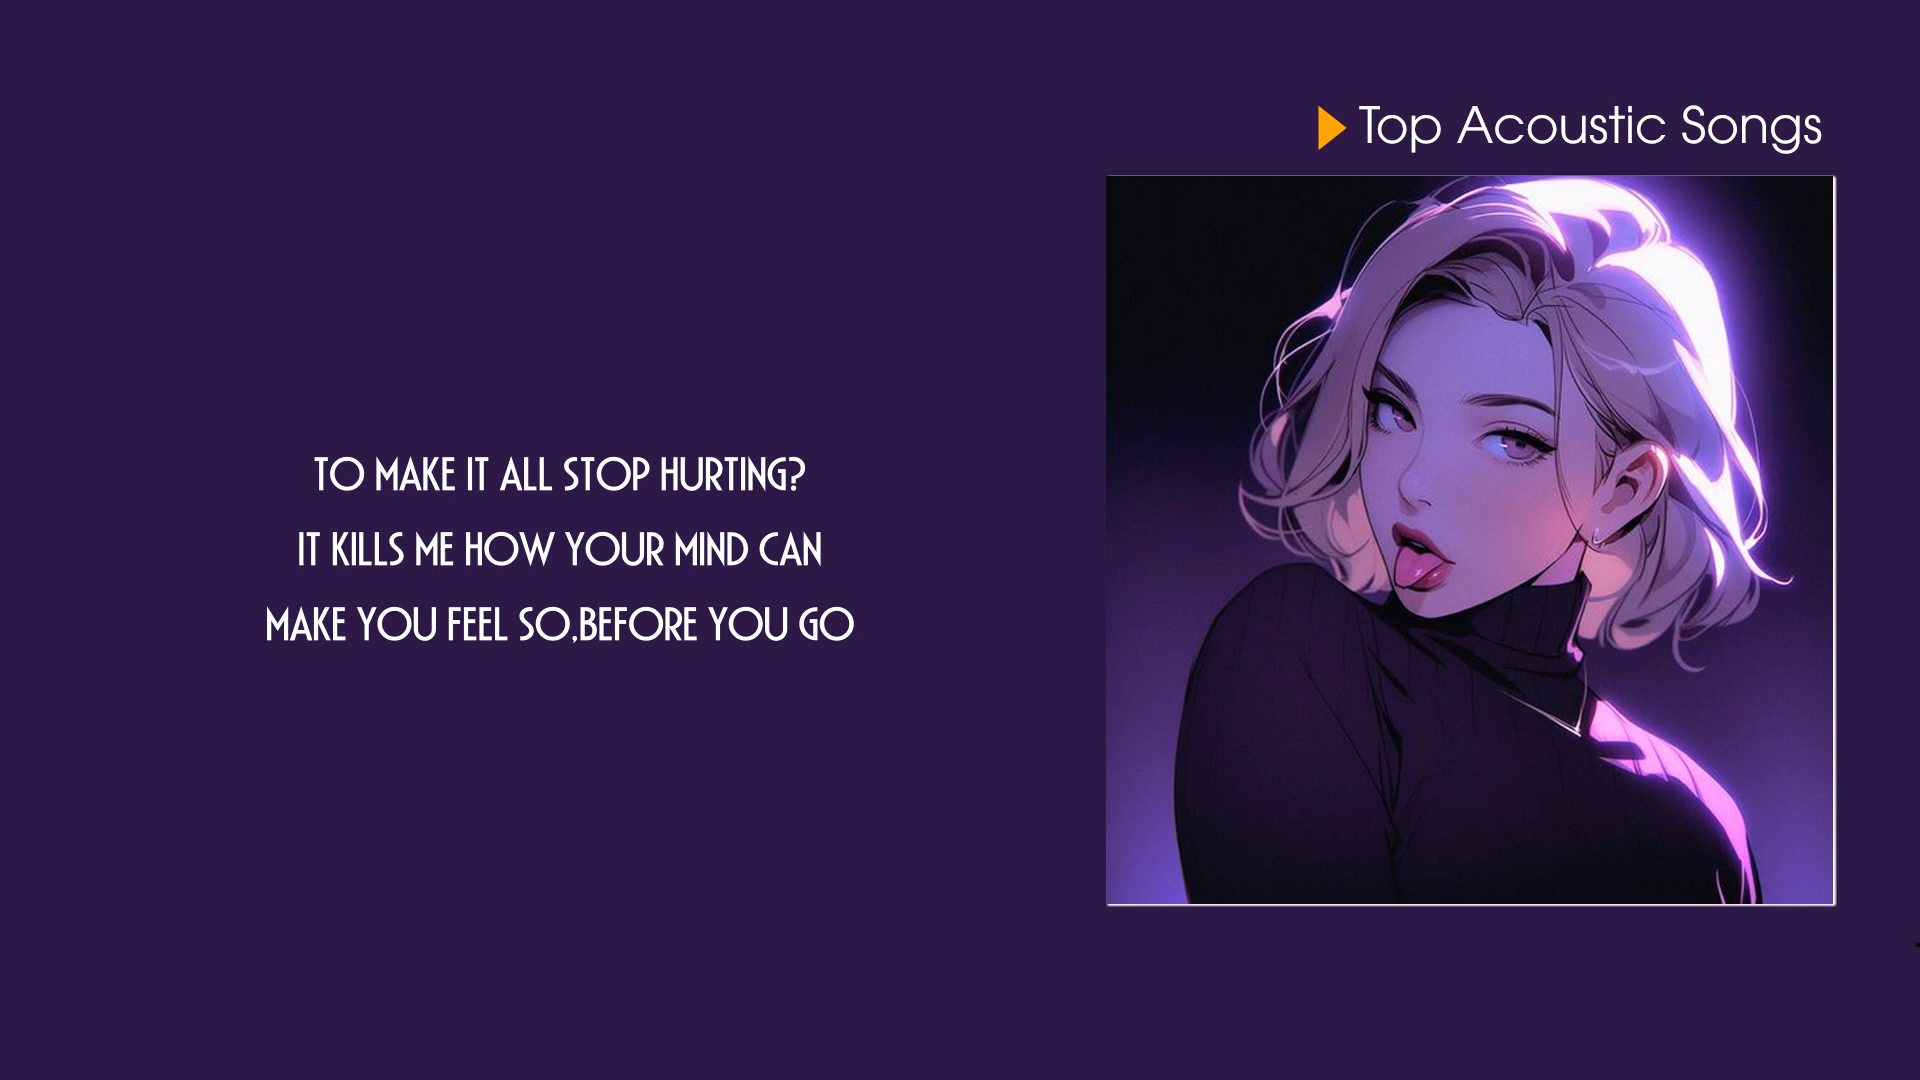 Top Acoustic Songs
TO MAKE IT ALL STOP HURTING?
IT KILLS ME HOW YOUR MIND CAN
MAKE YOU FEEL SO,BEFORE YOU GO